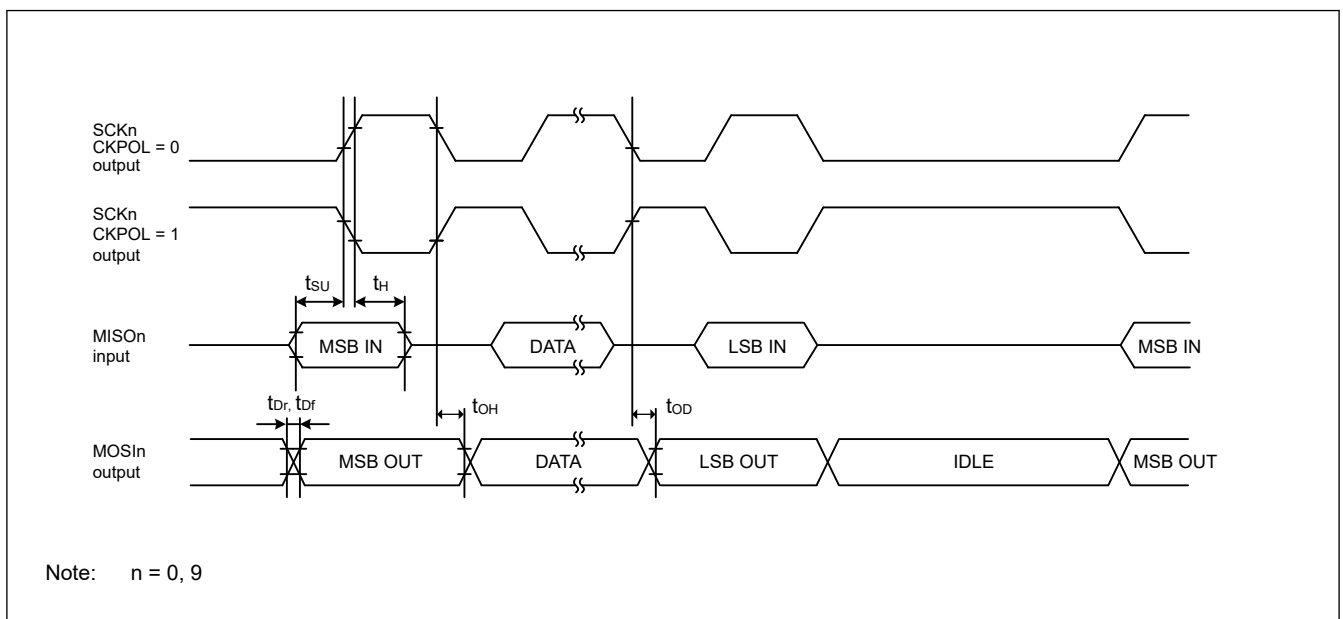 SCKn
CKPOL = 0
output
SCKn
CKPOL = 1
output
tSU
tH
MISOn
input
MSB IN
DATA
LSB IN
MSB IN
tDr, tDf
tOH
tOD
MOSIn
output
MSB OUT
DATA
LSB OUT
IDLE
MSB OUT
Note: n = 0, 9